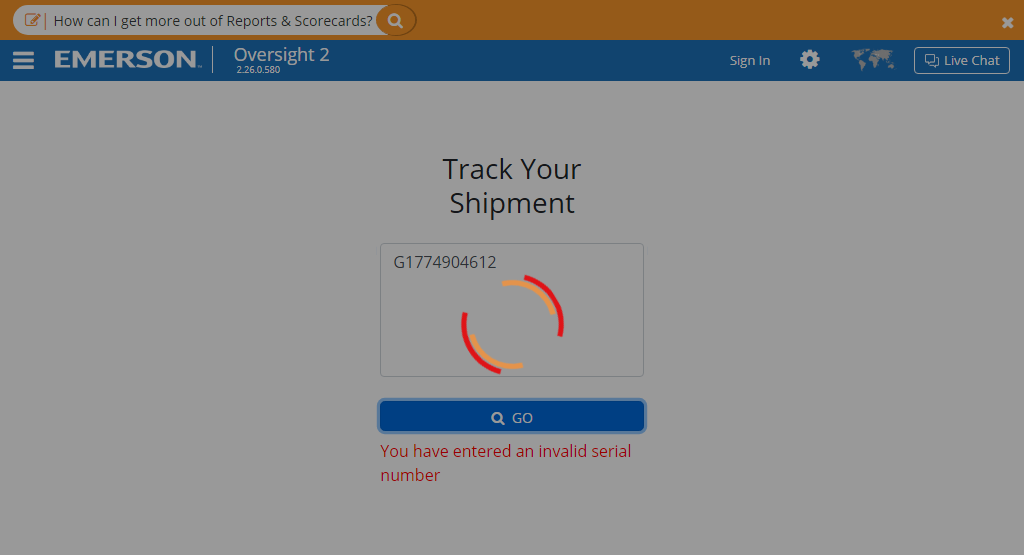 How can I get more out of Reports & Scorecards?
EMERSON
Oversight 2
2.26.0.580
Sign In
Live Chat
Track Your
Shipment
G1774904612
GO
You have entered an invalid serial
number